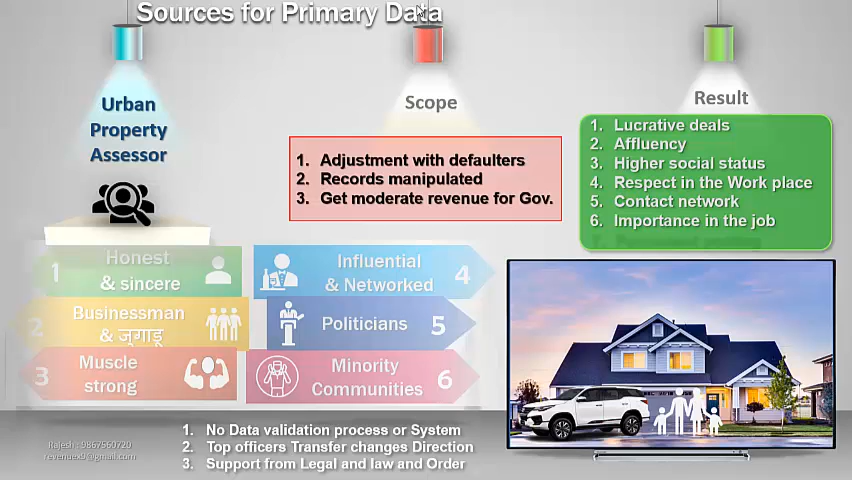 Sources for Primary Data
Urban
Property
Assessor
Scope
1. Adjustment with defaulters
2. Records manipulated
3. Get moderate revenue for Gov.
Result
1. Lucrative deals
2. Affluency
3. Higher social status
4. Respect in the Work place
5. Contact network
6. Importance in the job
1
Honest
& sincere
Influential
& Networked
4
2
Businessman
& जुगाडू
Politicians
5
3
Muscle
strong
Minority
Communities
6
1. No Data validation process or System
2. Top officers Transfer changes Direction
3. Support from Legal and law and Order
Rajesh : 9867560720